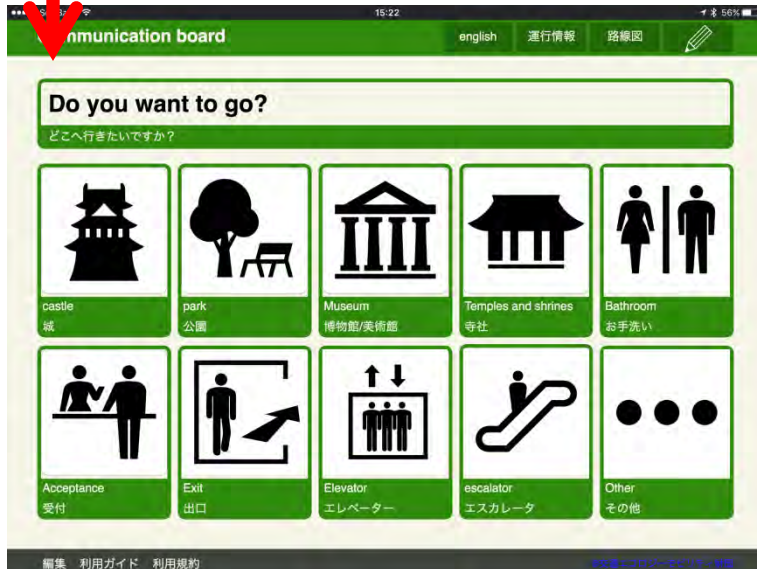 15:22
56%
communication board
english 運行情報 路線図
Do you want to go?
どこへ行きたいですか？
castle
城
park
公園
Museum
博物館/美術館
Temples and shrines
寺社
Bathroom
お手洗い
Acceptance
受付
Exit
出口
Elevator
エレベーター
escalator
エスカレータ
Other
その他
編集 利用ガイド 利用規約